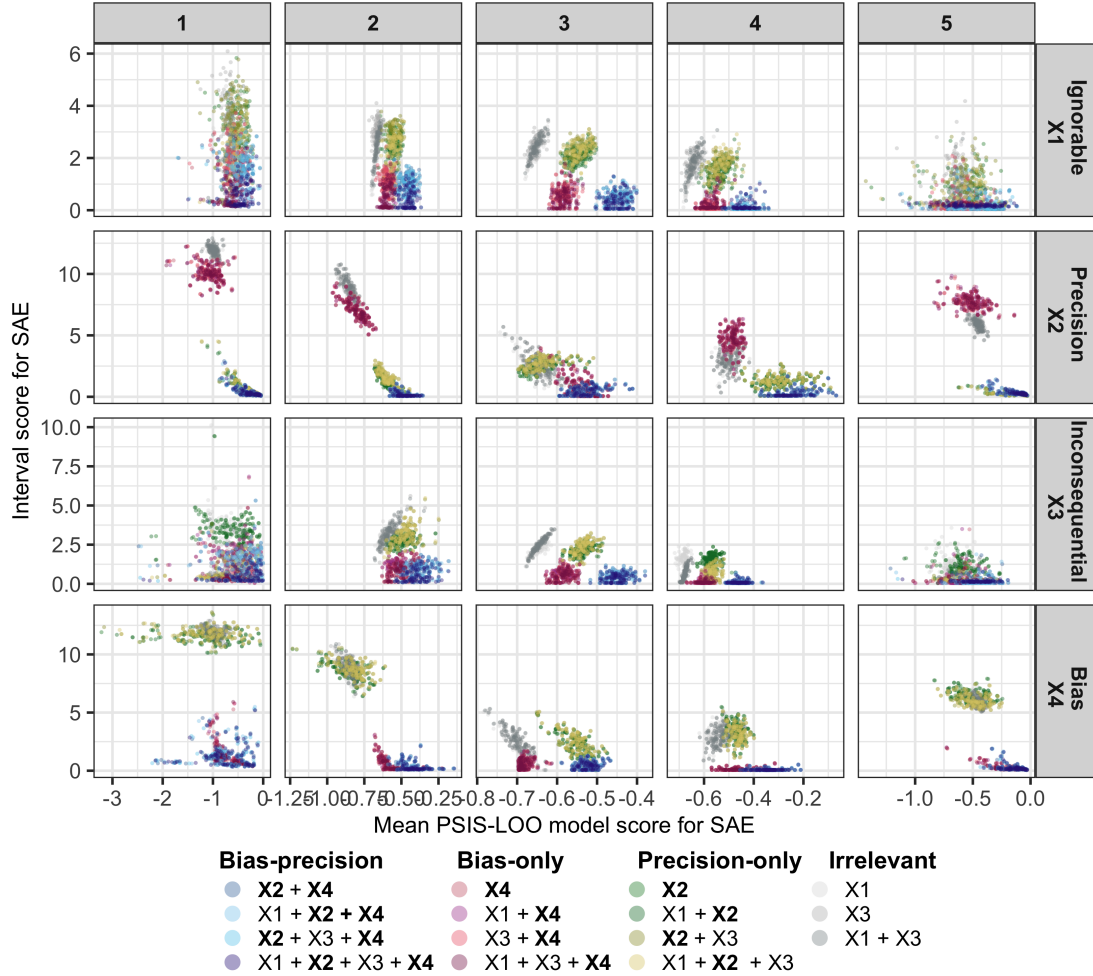 1 2 3 4 5
Interval score for SAE
6
4
2
0
Ignorable
X1
10
5
0
Precision
X2
10.0
7.5
5.0
2.5
0.0
Inconsequential
X3
10
5
0
Bias
X4
-3 -2 -1 0 -1.25 -1.00 -0.75 -0.50 -0.25 -0.8 -0.7 -0.6 -0.5 -0.4 -0.6 -0.4 -0.2 -1.0 -0.5 0.0
Mean PSIS-LOO model score for SAE
Bias-precision Bias-only Precision-only Irrelevant
X2 + X4 X4 X2 X1
X1 + X2 + X4 X1 + X4 X1 + X2 X3
X2 + X3 + X4 X3 + X4 X2 + X3 X1 + X3
X1 + X2 + X3 + X4 X1 + X3 + X4 X1 + X2 + X3